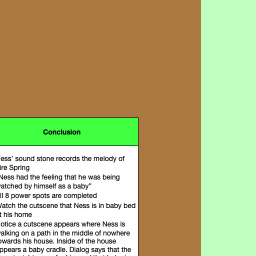 Conclusion
ess' sound stone records the melody of
ire Spring
Ness had the feeling that he was being
atched by himself as a baby"
ll 8 power spots are completed
Watch the cutscene that Ness is in baby bed
t his home
otice a cutscene appears where Ness is
alking on a path in the middle of nowhere
owards his house. Inside of the house
ppears a baby cradle. Dialog says that the